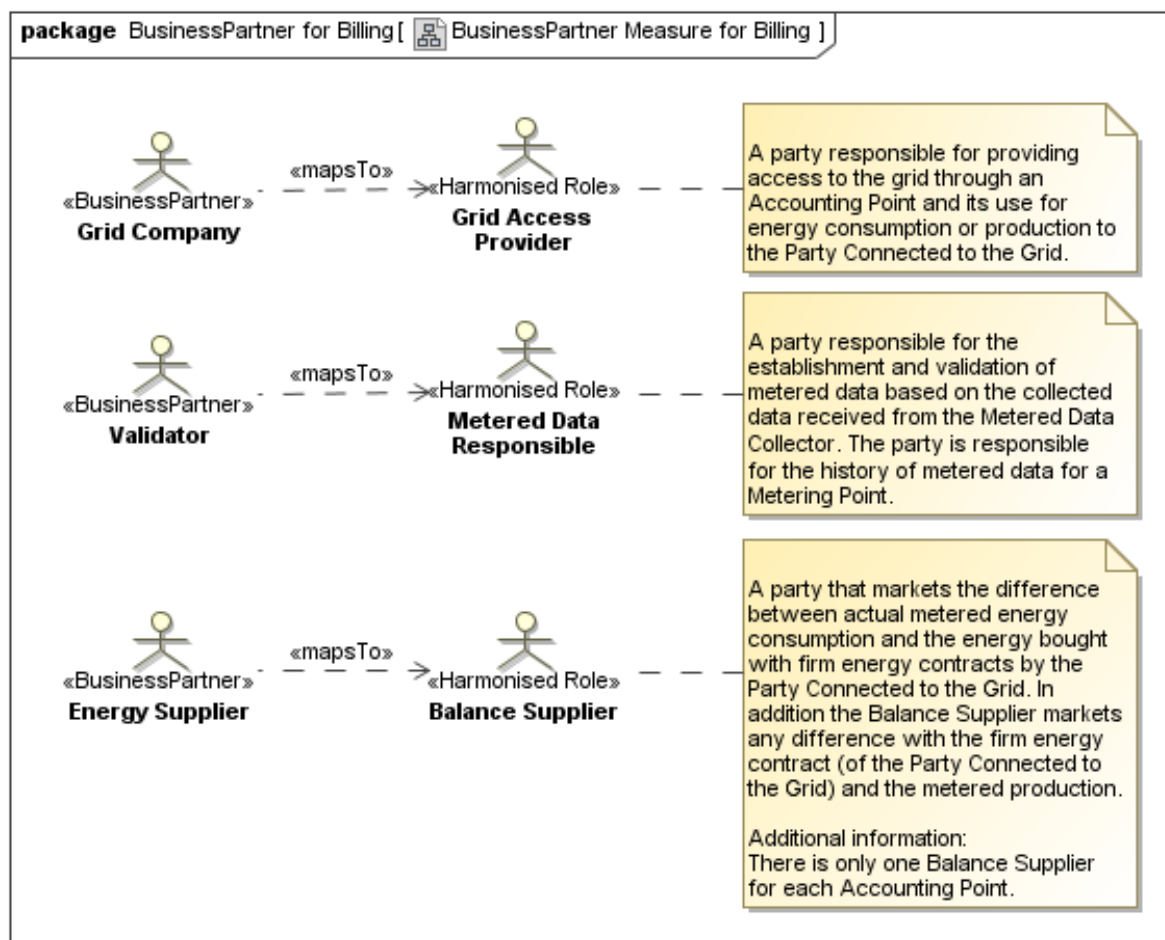 package BusinessPartner for Billing[ BusinessPartner Measure for Billing ]
«BusinessPartner»
Grid Company
«mapsTo»
«Harmonised Role»
Grid Access
Provider
A party responsible for providing
access to the grid through an
Accounting Point and its use for
energy consumption or production to
the Party Connected to the Grid.
«BusinessPartner»
Validator
«mapsTo»
«Harmonised Role»
Metered Data
Responsible
A party responsible for the
establishment and validation of
metered data based on the collected
data received from the Metered Data
Collector. The party is responsible
for the history of metered data for a
Metering Point.
«BusinessPartner»
Energy Supplier
«mapsTo»
«Harmonised Role»
Balance Supplier
A party that markets the difference
between actual metered energy
consumption and the energy bought
with firm energy contracts by the
Party Connected to the Grid. In
addition the Balance Supplier markets
any difference with the firm energy
contract (of the Party Connected to
the Grid) and the metered production.
Additional information:
There is only one Balance Supplier
for each Accounting Point.